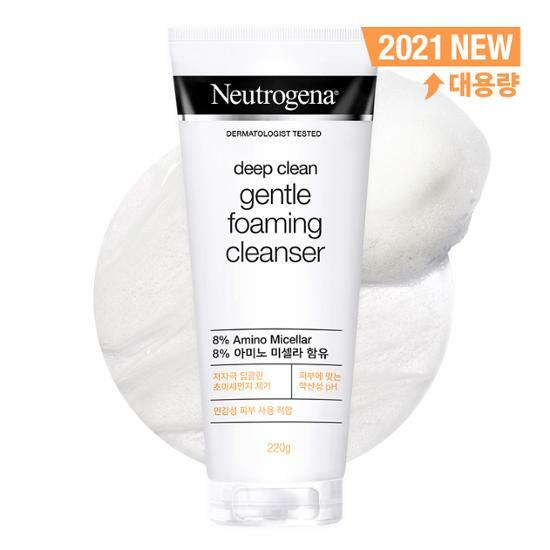 2021 NEW
대용량
Neutrogena®
DERMATOLOGIST TESTED
deep clean
gentle
foaming
cleanser
8% Amino Micellar
8% 아미노 미셀라 함유
저자극 딥클린
초미세먼지 제거
피부에 맞는
약산성 pH
민감성 피부 사용 적합
220g